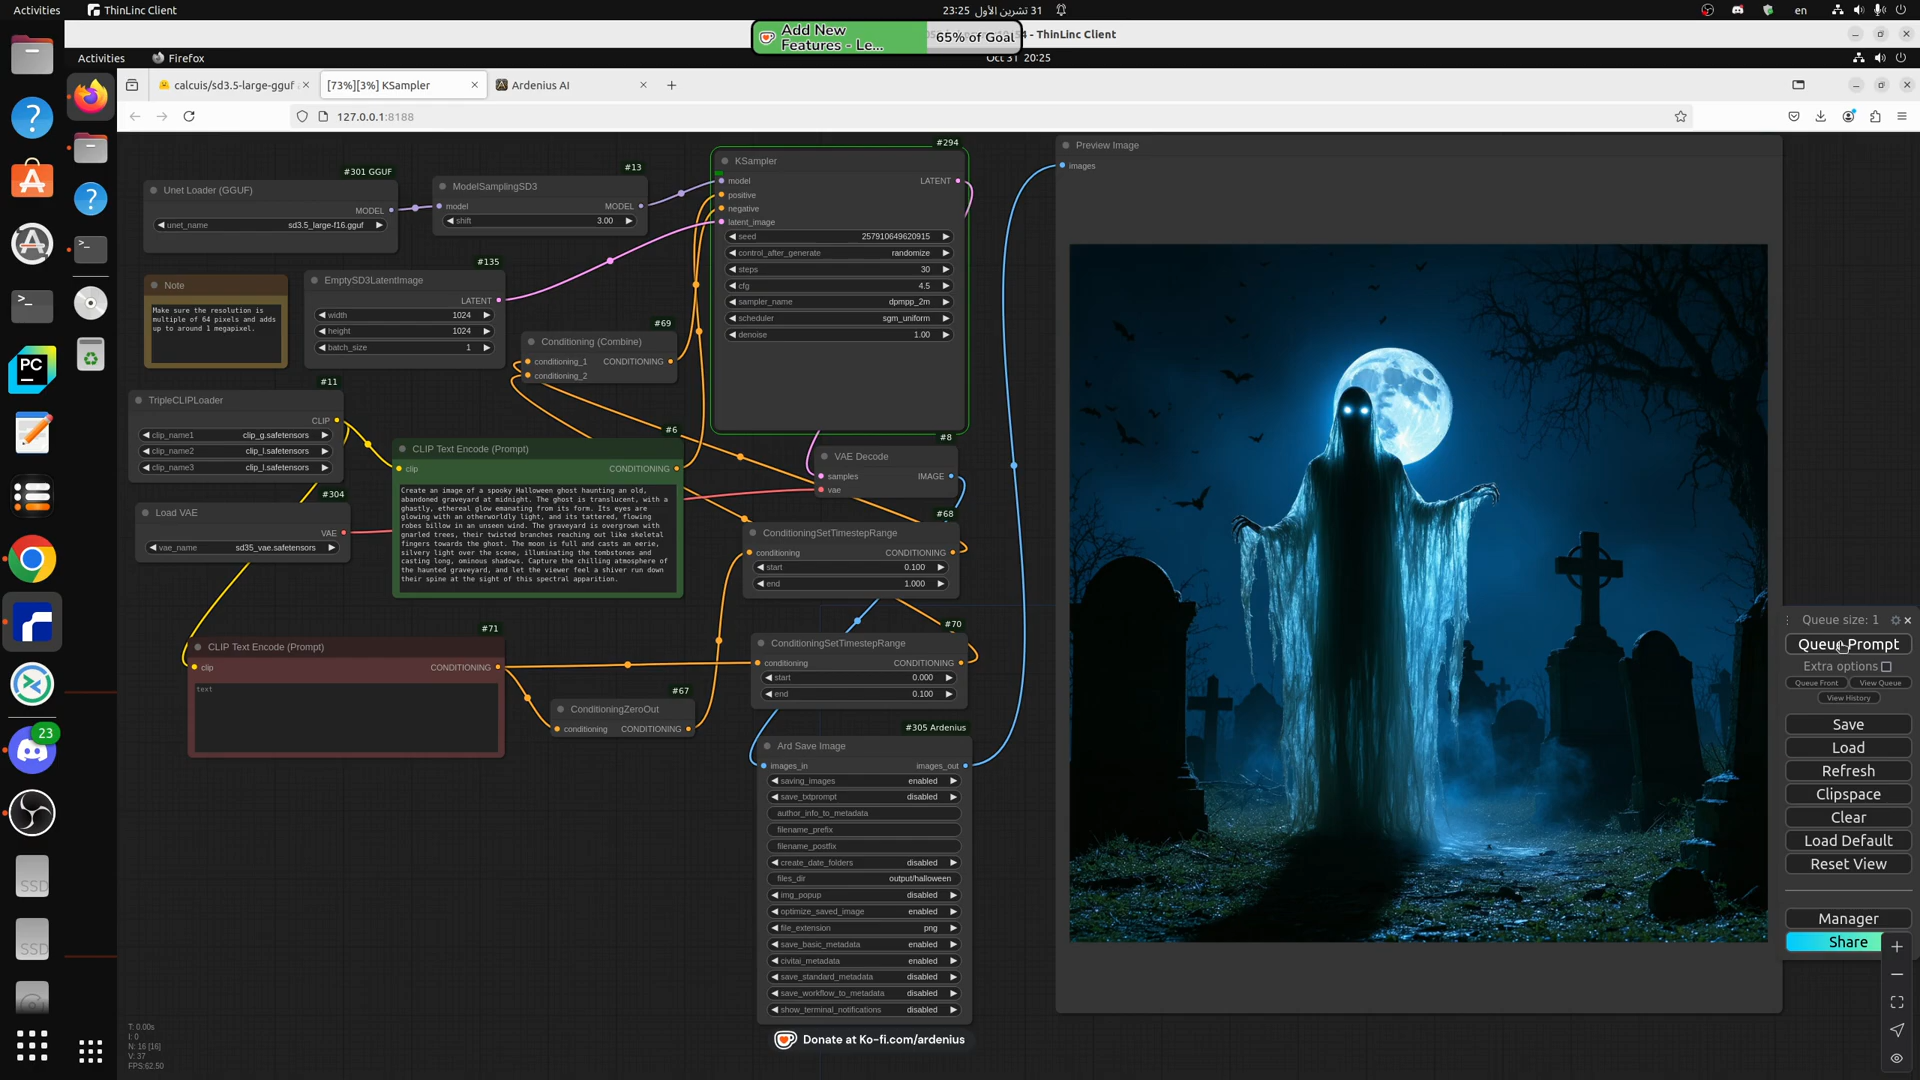 Activities
ThinLinc Client
31 تشرين الأول 23:25
en
Add New
Features - Le...
65% of Goal
- ThinLinc Client
Activities
Firefox
Oct 31 20:25
calcuis/sd3.5-large-gguf
[73%][3%] KSampler
Ardenius AI
127.0.0.1:8188
#301 GGUF
Unet Loader (GGUF)
MODEL
unet_name
sd3.5_large-f16.gguf
#13
ModelSamplingSD3
model
MODEL
shift
3.00
#294
KSampler
model
LATENT
positive
negative
latent_image
seed
257910649620915
control_after_generate
randomize
steps
30
cfg
4.5
sampler_name
dpmpp_2m
scheduler
sgm_uniform
denoise
1.00
Note
Make sure the resolution is
multiple of 64 pixels and adds
up to around 1 megapixel.
#135
EmptySD3LatentImage
LATENT
width
1024
height
1024
batch_size
1
#69
Conditioning (Combine)
conditioning_1
CONDITIONING
conditioning_2
#11
TripleCLIPLoader
CLIP
clip_name1
clip_g.safetensors
clip_name2
clip_l.safetensors
clip_name3
clip_l.safetensors
#304
Load VAE
VAE
vae_name
sd35_vae.safetensors
#6
CLIP Text Encode (Prompt)
clip
CONDITIONING
Create an image of a spooky Halloween ghost haunting an old,
abandoned graveyard at midnight. The ghost is translucent, with a
ghastly, ethereal glow emanating from its form. Its eyes are
glowing with an otherworldly light, and its tattered, flowing
robes billow in an unseen wind. The graveyard is overgrown with
gnarled trees, their twisted branches reaching out like skeletal
fingers towards the ghost. The moon is full and casts an eerie,
silvery light over the scene, illuminating the tombstones and
casting long, ominous shadows. Capture the chilling atmosphere of
the haunted graveyard, and let the viewer feel a shiver run down
their spine at the sight of this spectral apparition.
#8
VAE Decode
samples
IMAGE
vae
#68
ConditioningSetTimestepRange
conditioning
CONDITIONING
start
0.100
end
1.000
#71
CLIP Text Encode (Prompt)
clip
CONDITIONING
text
#67
ConditioningZeroOut
conditioning
CONDITIONING
#70
ConditioningSetTimestepRange
conditioning
CONDITIONING
start
0.000
end
0.100
#305 Ardenius
Ard Save Image
images_in
images_out
saving_images
enabled
save_txtprompt
disabled
author_info_to_metadata
filename_prefix
filename_postfix
create_date_folders
disabled
files_dir
output/halloween
img_popup
disabled
optimize_saved_image
enabled
file_extension
png
save_basic_metadata
enabled
civitai_metadata
enabled
save_standard_metadata
disabled
save_workflow_to_metadata
disabled
show_terminal_notifications
disabled
Donate at Ko-fi.com/ardenius
Preview Image
images
Queue size: 1
Queue Prompt
Extra options
Queue Front
View Queue
View History
Save
Load
Refresh
Clipspace
Clear
Load Default
Reset View
Manager
Share
PC
23
SSD
SSD
T: 0.00s
I: 0
N: 16 [16]
V: 37
FPS:62.50